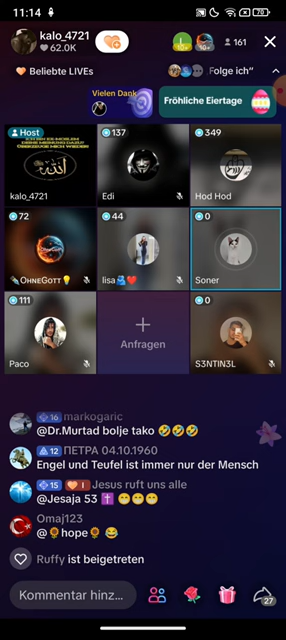 11:14
70
kalo_4721
62.0K
161
Beliebte LIVEs
Folge ich“
Vielen Dank
Fröhliche Eiertage
Host
137
349
kalo_4721
Edi
Hod Hod
72
44
0
OHNEGOTT
lisa
Soner
111
0
Paco
Anfragen
S3NTIN3L
16 markogaric
@Dr.Murtad bolje tako 🤣🤣🤣
12 ПЕТРА 04.10.1960
Engel und Teufel ist immer nur der Mensch
15 I Jesus ruft uns alle
@Jesaja 53 ✝️ 😁😁😁
Omaj123
@🌻hope🌻 😂
Ruffy ist beigetreten
Kommentar hinz...
27